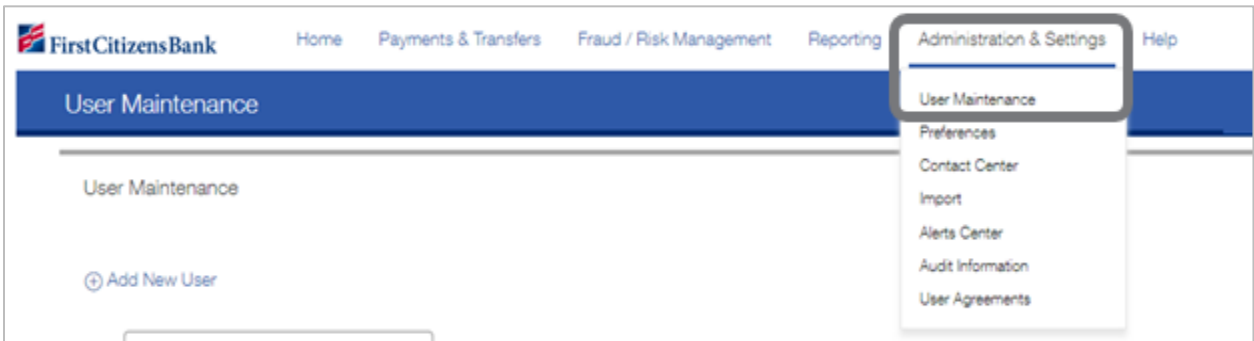 First Citizens Bank Home Payments & Transfers Fraud / Risk Management Reporting Administration & Settings Help
User Maintenance
User Maintenance
Preferences
Contact Center
Import
Alerts Center
Audit Information
User Agreements
User Maintenance
Add New User